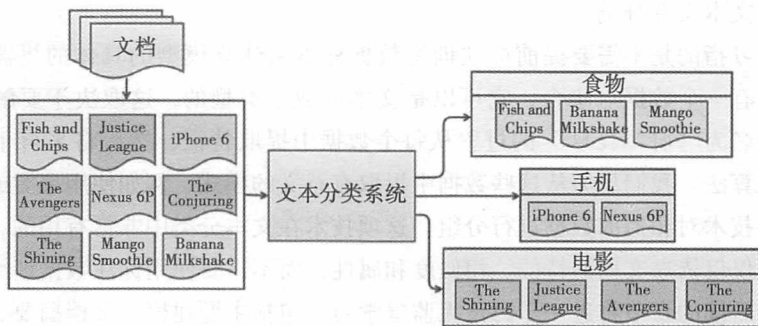 文档
Fish and
Chips
Justice
League
iPhone 6
The
Avengers
Nexus 6P
The
Conjuring
The
Shining
Mango
Smoothle
Banana
Milkshake
文本分类系统
食物
Fish and
Chips
Banana
Milkshake
Mango
Smoothie
手机
iPhone 6
Nexus 6P
电影
The
Shining
Justice
League
The
Avengers
The
Conjuring